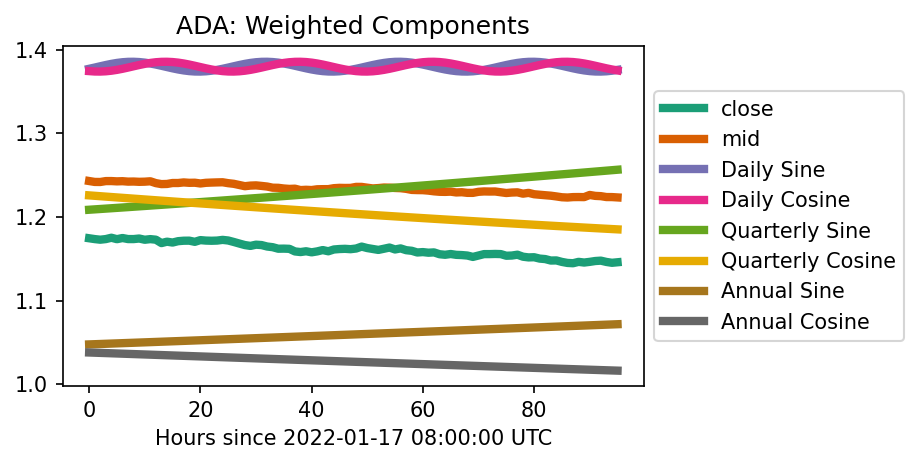 ADA: Weighted Components
1.4
1.3
1.2
1.1
1.0
0 20 40 60 80
Hours since 2022-01-17 08:00:00 UTC
close
mid
Daily Sine
Daily Cosine
Quarterly Sine
Quarterly Cosine
Annual Sine
Annual Cosine